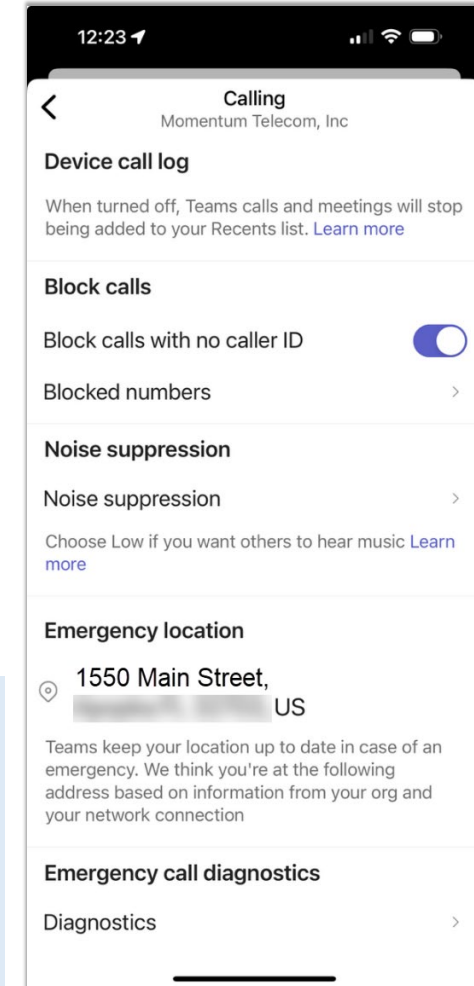 12:23
Calling
Momentum Telecom, Inc
Device call log
When turned off, Teams calls and meetings will stop
being added to your Recents list. Learn more
Block calls
Block calls with no caller ID
Blocked numbers
Noise suppression
Noise suppression
Choose Low if you want others to hear music Learn
more
Emergency location
1550 Main Street,
US
Teams keep your location up to date in case of an
emergency. We think you're at the following
address based on information from your org and
your network connection
Emergency call diagnostics
Diagnostics